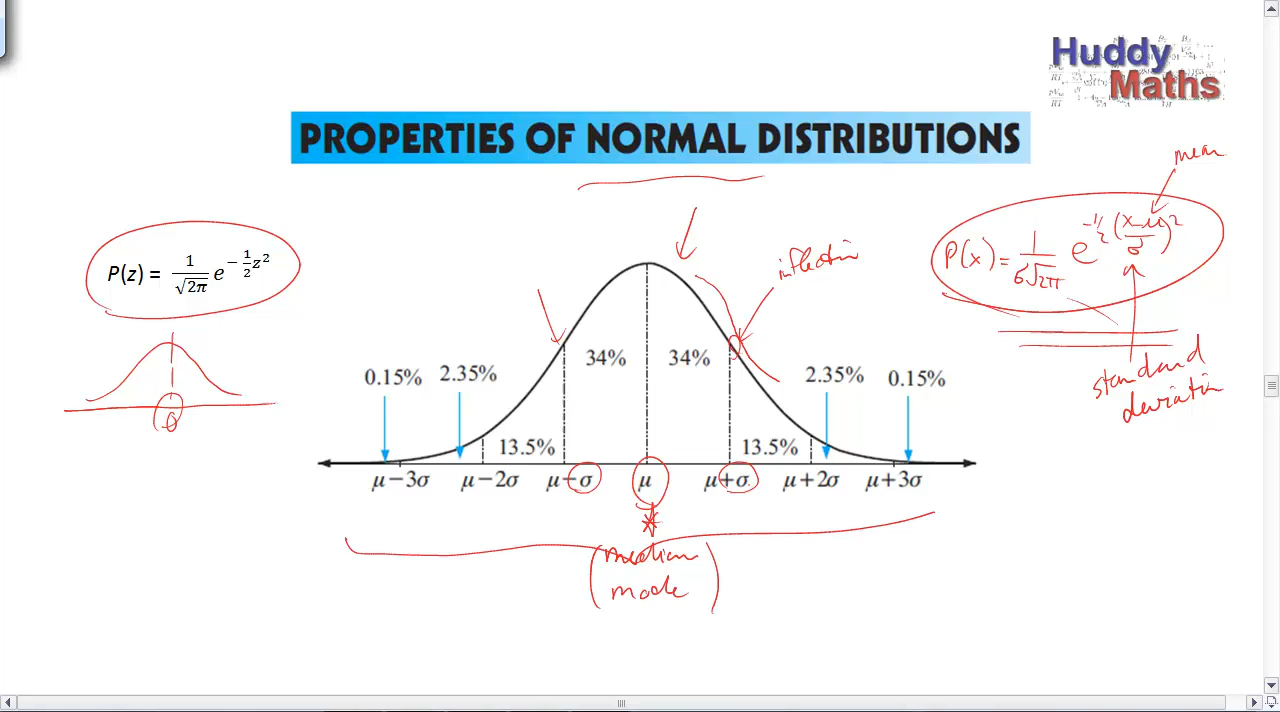 Huddy
Maths
PROPERTIES OF NORMAL DISTRIBUTIONS
mean
P(z) = 1/√2π e^−½z²
P(x) = 1/σ√2π e^−½(x−μ/σ)²
inflection
34% 34%
0.15% 2.35% 2.35% 0.15%
standard
deviation
0
13.5% 13.5%
μ−3σ μ−2σ μ−σ μ μ+σ μ+2σ μ+3σ
median
mode